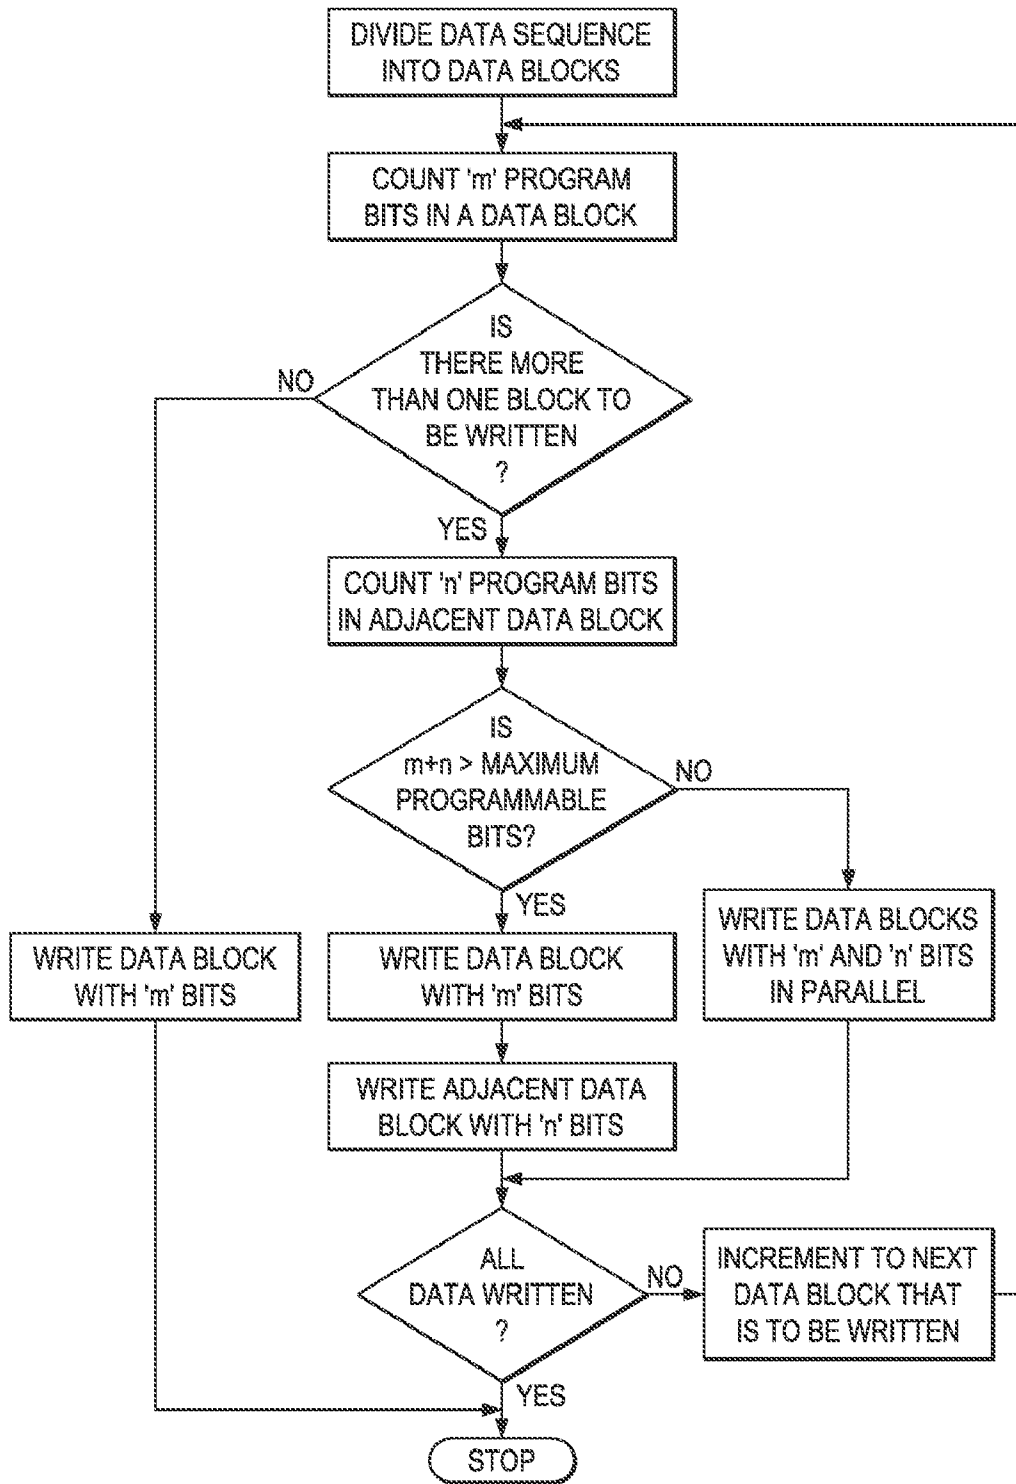 DIVIDE DATA SEQUENCE
INTO DATA BLOCKS
COUNT 'm' PROGRAM
BITS IN A DATA BLOCK
IS
THERE MORE
THAN ONE BLOCK TO
BE WRITTEN
?
NO
YES
COUNT 'n' PROGRAM BITS
IN ADJACENT DATA BLOCK
IS
m+n > MAXIMUM
PROGRAMMABLE
BITS?
NO
YES
WRITE DATA BLOCK
WITH 'm' BITS
WRITE DATA BLOCK
WITH 'm' BITS
WRITE DATA BLOCKS
WITH 'm' AND 'n' BITS
IN PARALLEL
WRITE ADJACENT DATA
BLOCK WITH 'n' BITS
ALL
DATA WRITTEN
?
NO
INCREMENT TO NEXT
DATA BLOCK THAT
IS TO BE WRITTEN
YES
STOP